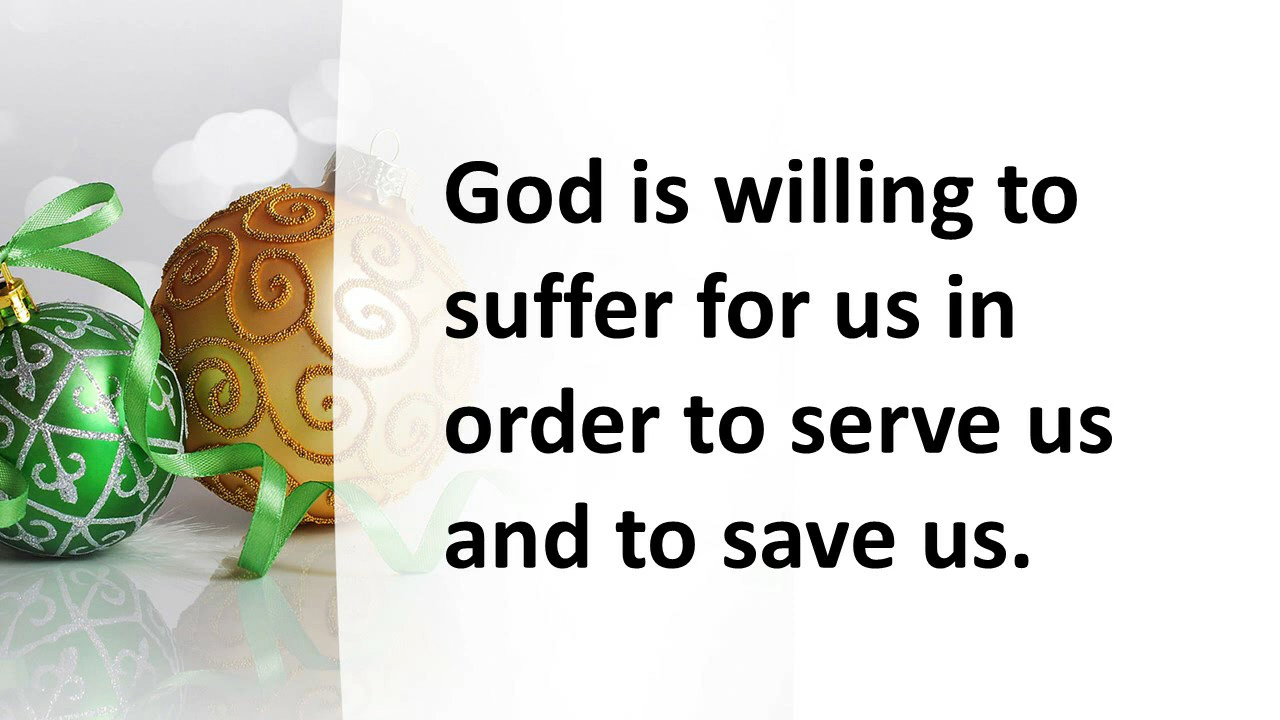 God is willing to
suffer for us in
order to serve us
and to save us.